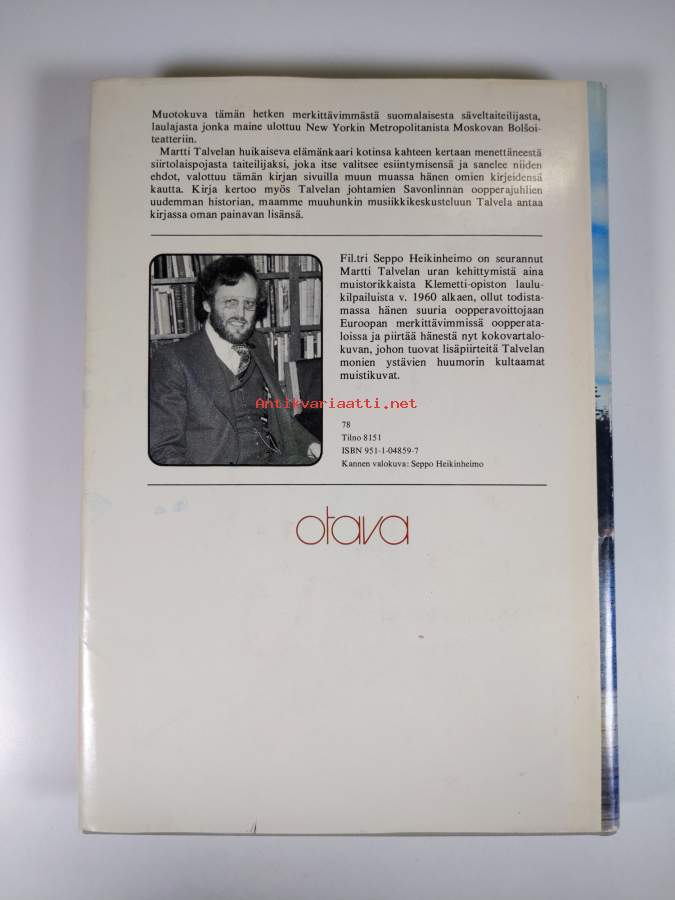 Muotokuva tämän hetken merkittävimmästä suomalaisesta säveltaiteilijasta,
laulajasta jonka maine ulottuu New Yorkin Metropolitanista Moskovan Bolšoi-
teatteriin.
Martti Talvelan huikaiseva elämänkaari kotinsa kahteen kertaan menettäneestä
siirtolaispojasta taiteilijaksi, joka itse valitsee esiintymisensä ja sanelee niiden
ehdot, valottuu tämän kirjan sivuilla muun muassa hänen omien kirjeidensä
kautta. Kirja kertoo myös Talvelan johtamien Savonlinnan oopperajuhlien
uudemman historian, maamme muuhunkin musiikkikeskusteluun Talvela antaa
kirjassa oman painavan lisänsä.
Fil.tri Seppo Heikinheimo on seurannut
Martti Talvelan uran kehittymistä aina
muistorikkaista Klemetti-opiston laulu-
kilpailuista v. 1960 alkaen, ollut todista-
massa hänen suuria oopperavoittojaan
Euroopan merkittävimmissä oopperata-
loissa ja piirtää hänestä nyt kokovartalo-
kuvan, johon tuovat lisäpiirteitä Talvelan
monien ystävien huumorin kultaamat
muistikuvat.
Antikvariaatti.net
78
Tilno 8151
ISBN 951-1-04859-7
Kannen valokuva: Seppo Heikinheimo
otava